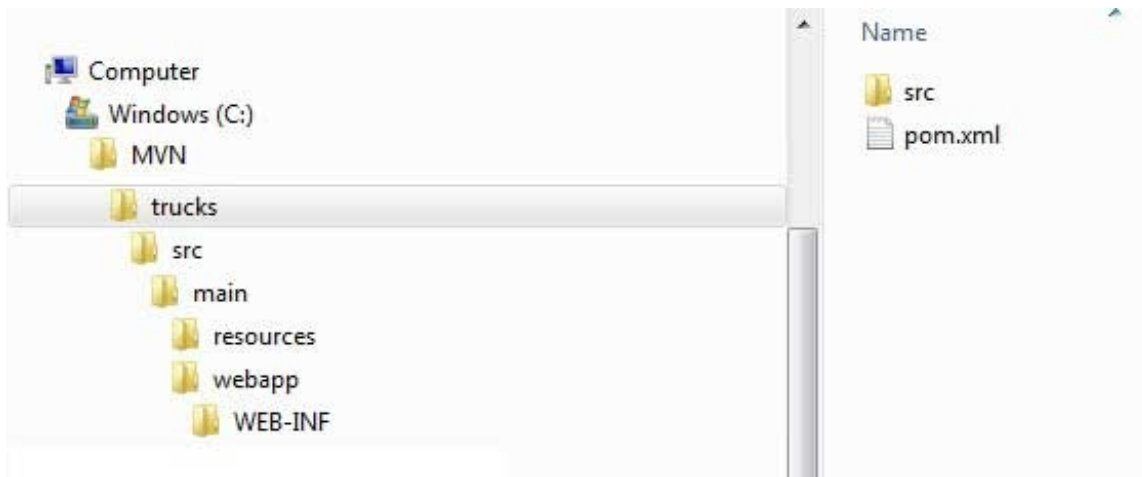 Computer
Windows (C:)
MVN
trucks
src
main
resources
webapp
WEB-INF
Name
src
pom.xml